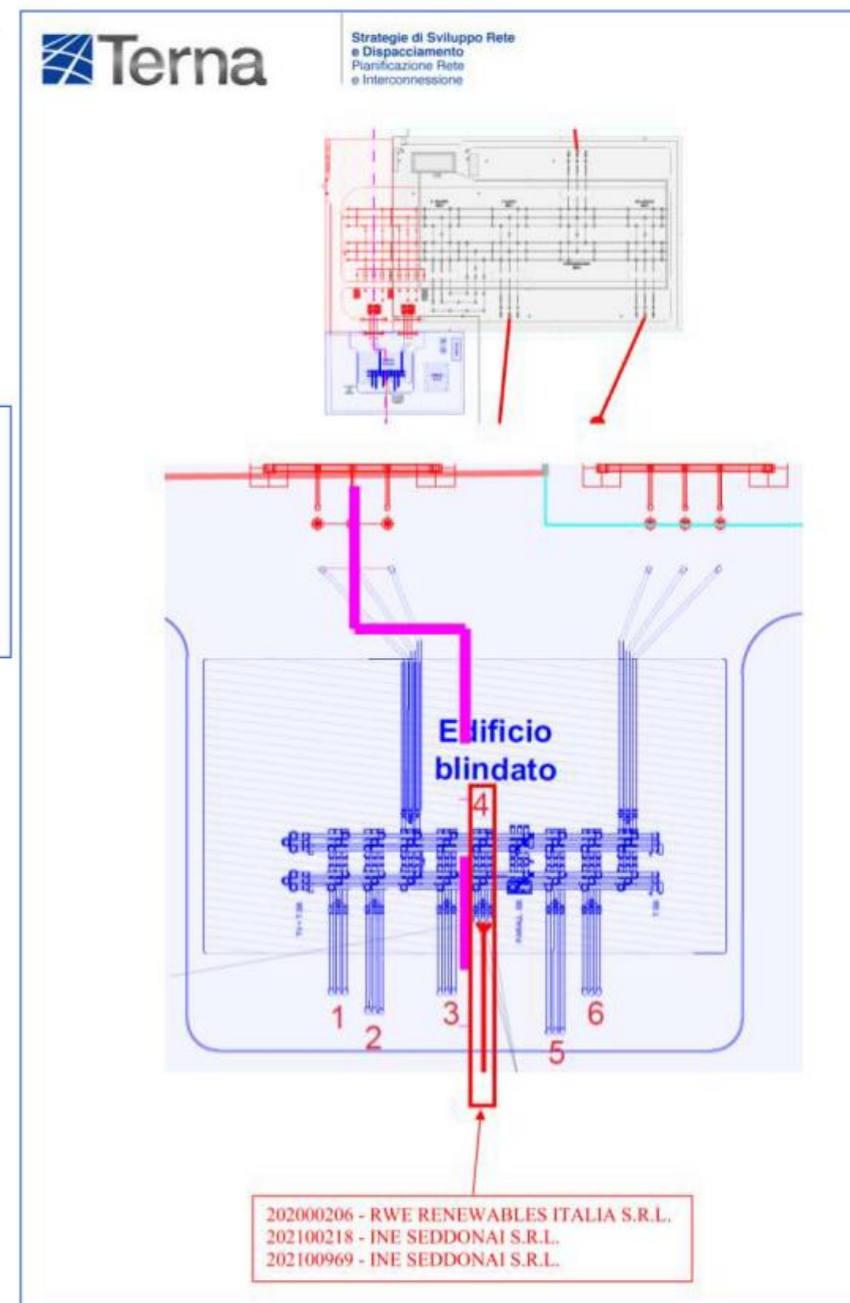 Terna
Strategie di Sviluppo Rete
e Dispacciamento
Pianificazione Rete
e Interconnessione
Edificio
blindato
4
1
2
3
5
6
202000206 - RWE RENEWABLES ITALIA S.R.L.
202100218 - INE SEDDONAI S.R.L.
202100969 - INE SEDDONAI S.R.L.